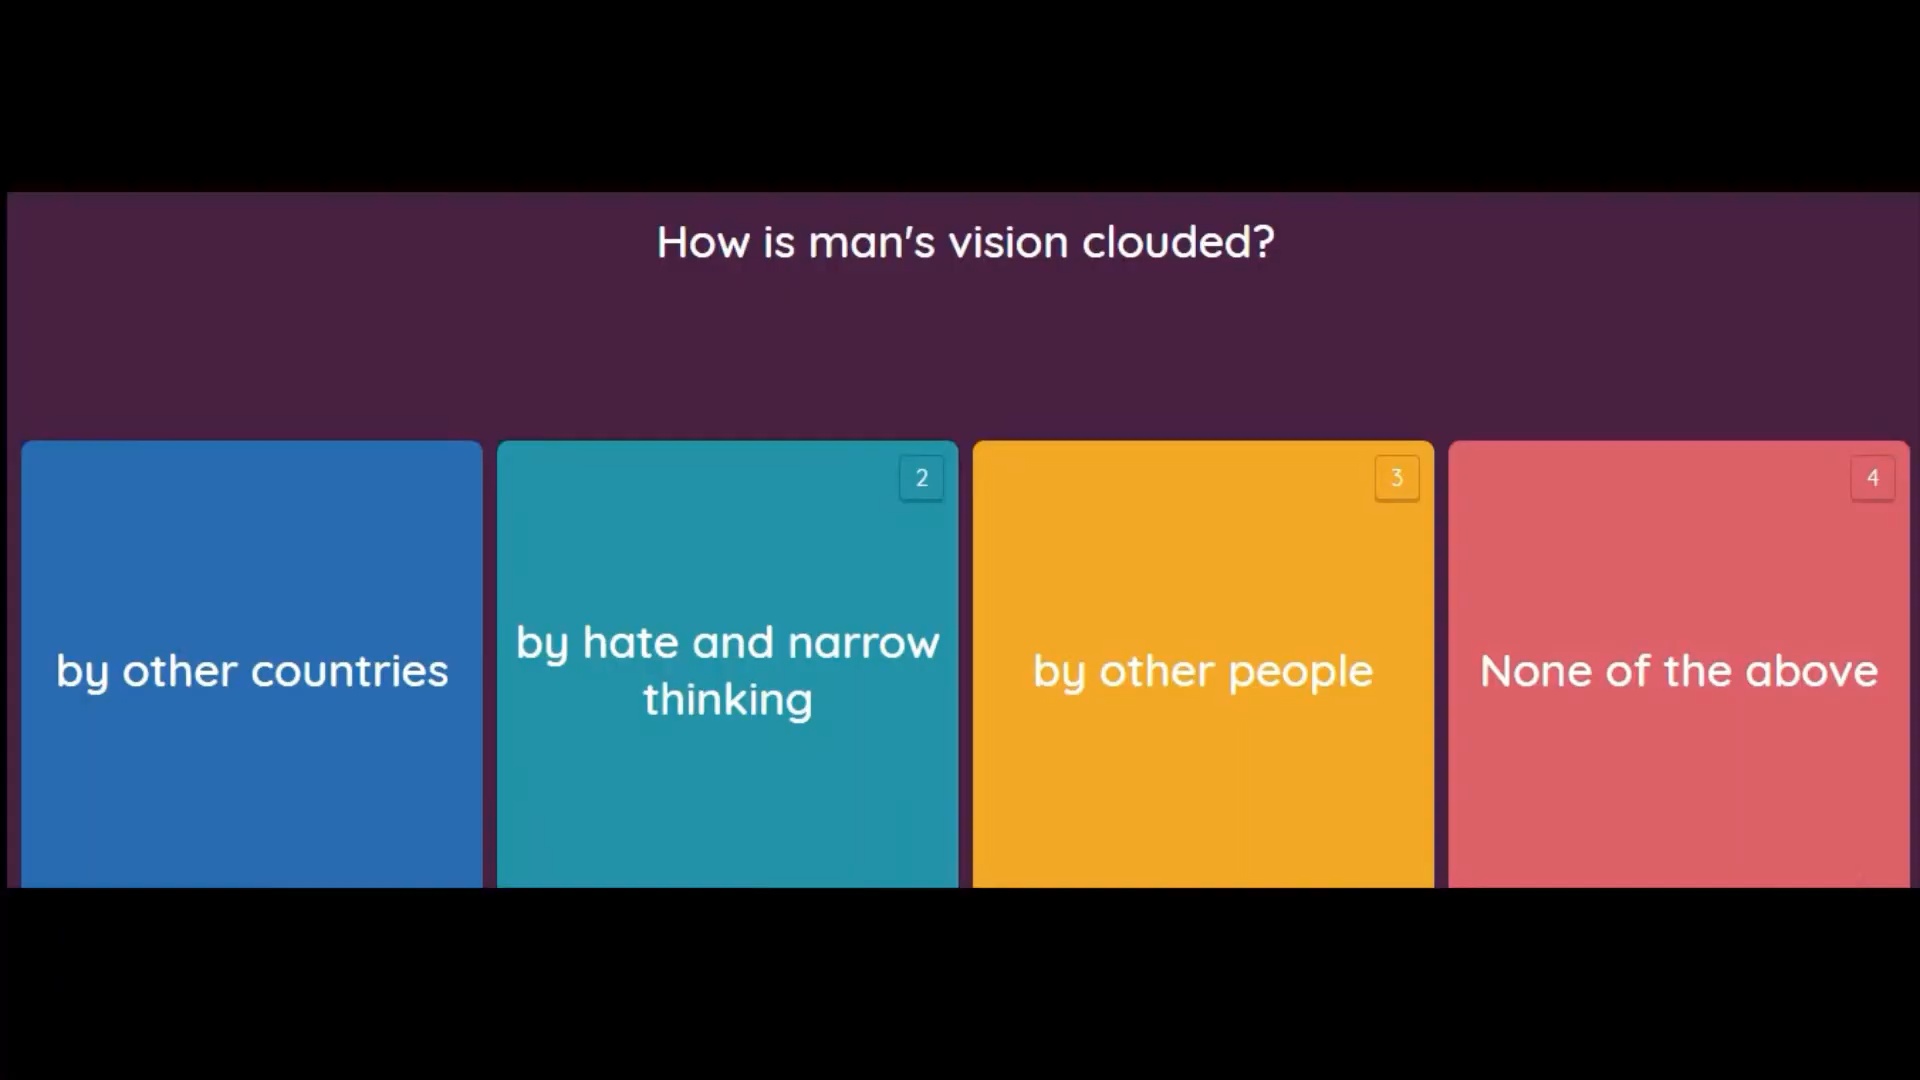 How is man's vision clouded?
2
3
4
by other countries
by hate and narrow
thinking
by other people
None of the above